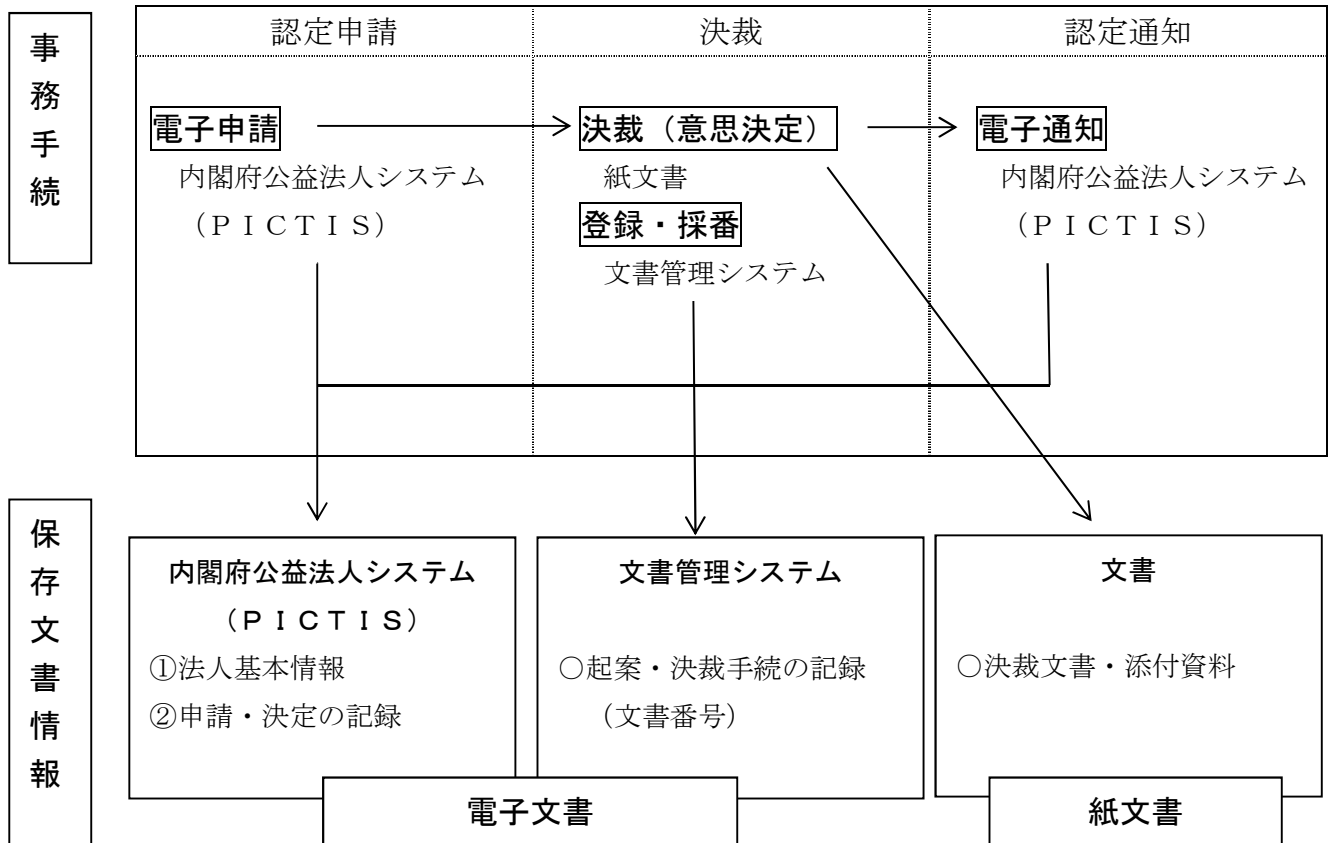 事務手続
認定申請
決裁
認定通知
電子申請
内閣府公益法人システム
(ＰＩＣＴＩＳ)
決裁（意思決定）
紙文書
登録・採番
文書管理システム
電子通知
内閣府公益法人システム
(ＰＩＣＴＩＳ)
保存文書情報
内閣府公益法人システム
(ＰＩＣＴＩＳ)
①法人基本情報
②申請・決定の記録
文書管理システム
○起案・決裁手続の記録
（文書番号）
文書
○決裁文書・添付資料
電子文書
紙文書